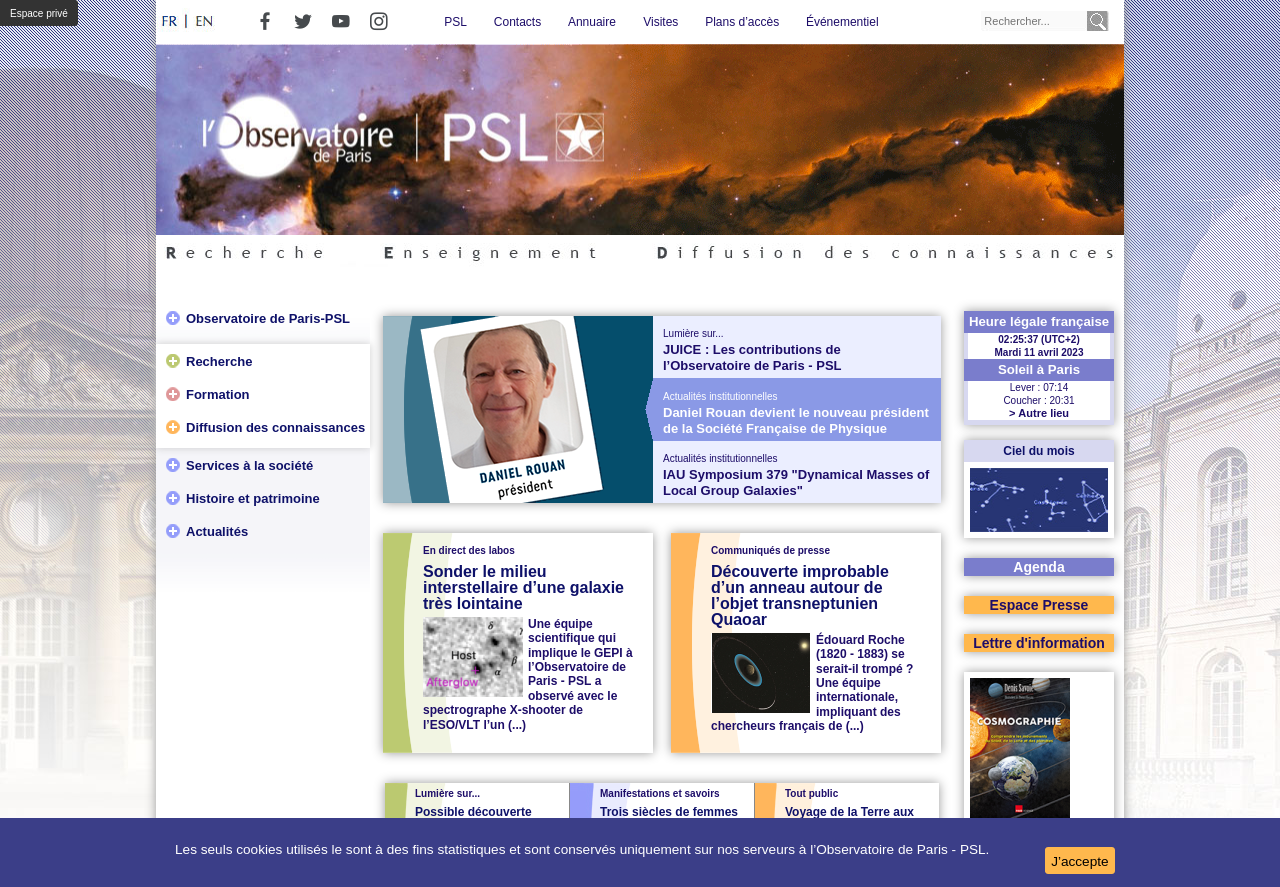 Espace privé
FR | EN
PSL
Contacts
Annuaire
Visites
Plans d'accès
Événementiel
Rechercher...
l'Observatoire de Paris | PSL
Recherche
Enseignement
Diffusion des connaissances
Observatoire de Paris-PSL
Recherche
Formation
Diffusion des connaissances
Services à la société
Histoire et patrimoine
Actualités
DANIEL ROUAN
président
Lumière sur...
JUICE : Les contributions de
l’Observatoire de Paris - PSL
Actualités institutionnelles
Daniel Rouan devient le nouveau président
de la Société Française de Physique
Actualités institutionnelles
IAU Symposium 379 "Dynamical Masses of
Local Group Galaxies"
Heure légale française
02:25:37 (UTC+2)
Mardi 11 avril 2023
Soleil à Paris
Lever : 07:14
Coucher : 20:31
> Autre lieu
Ciel du mois
Agenda
Espace Presse
Lettre d'information
Denis Savoie
COSMOGRAPHIE
En direct des labos
Sonder le milieu
interstellaire d’une galaxie
très lointaine
Host
Afterglow
δ
γ
β
α
Une équipe
scientifique qui
implique le GEPI à
l’Observatoire de
Paris - PSL a
observé avec le
spectrographe X-shooter de
l’ESO/VLT l’un (...)
Communiqués de presse
Découverte improbable
d’un anneau autour de
l’objet transneptunien
Quaoar
Édouard Roche
(1820 - 1883) se
serait-il trompé ?
Une équipe
internationale,
impliquant des
chercheurs français de (...)
Lumière sur...
Possible découverte
Manifestations et savoirs
Trois siècles de femmes
Tout public
Voyage de la Terre aux
Les seuls cookies utilisés le sont à des fins statistiques et sont conservés uniquement sur nos serveurs à l’Observatoire de Paris - PSL.
J'accepte